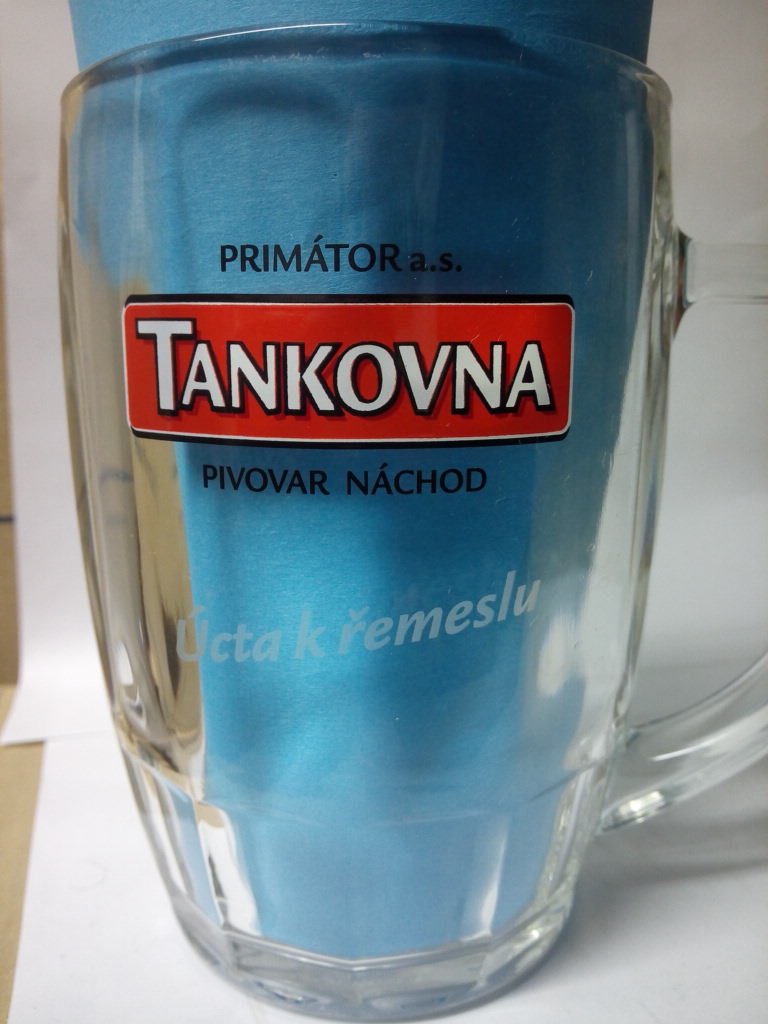 PRIMÁTOR a.s.
TANKOVNA
PIVOVAR NÁCHOD
Úcta k řemeslu